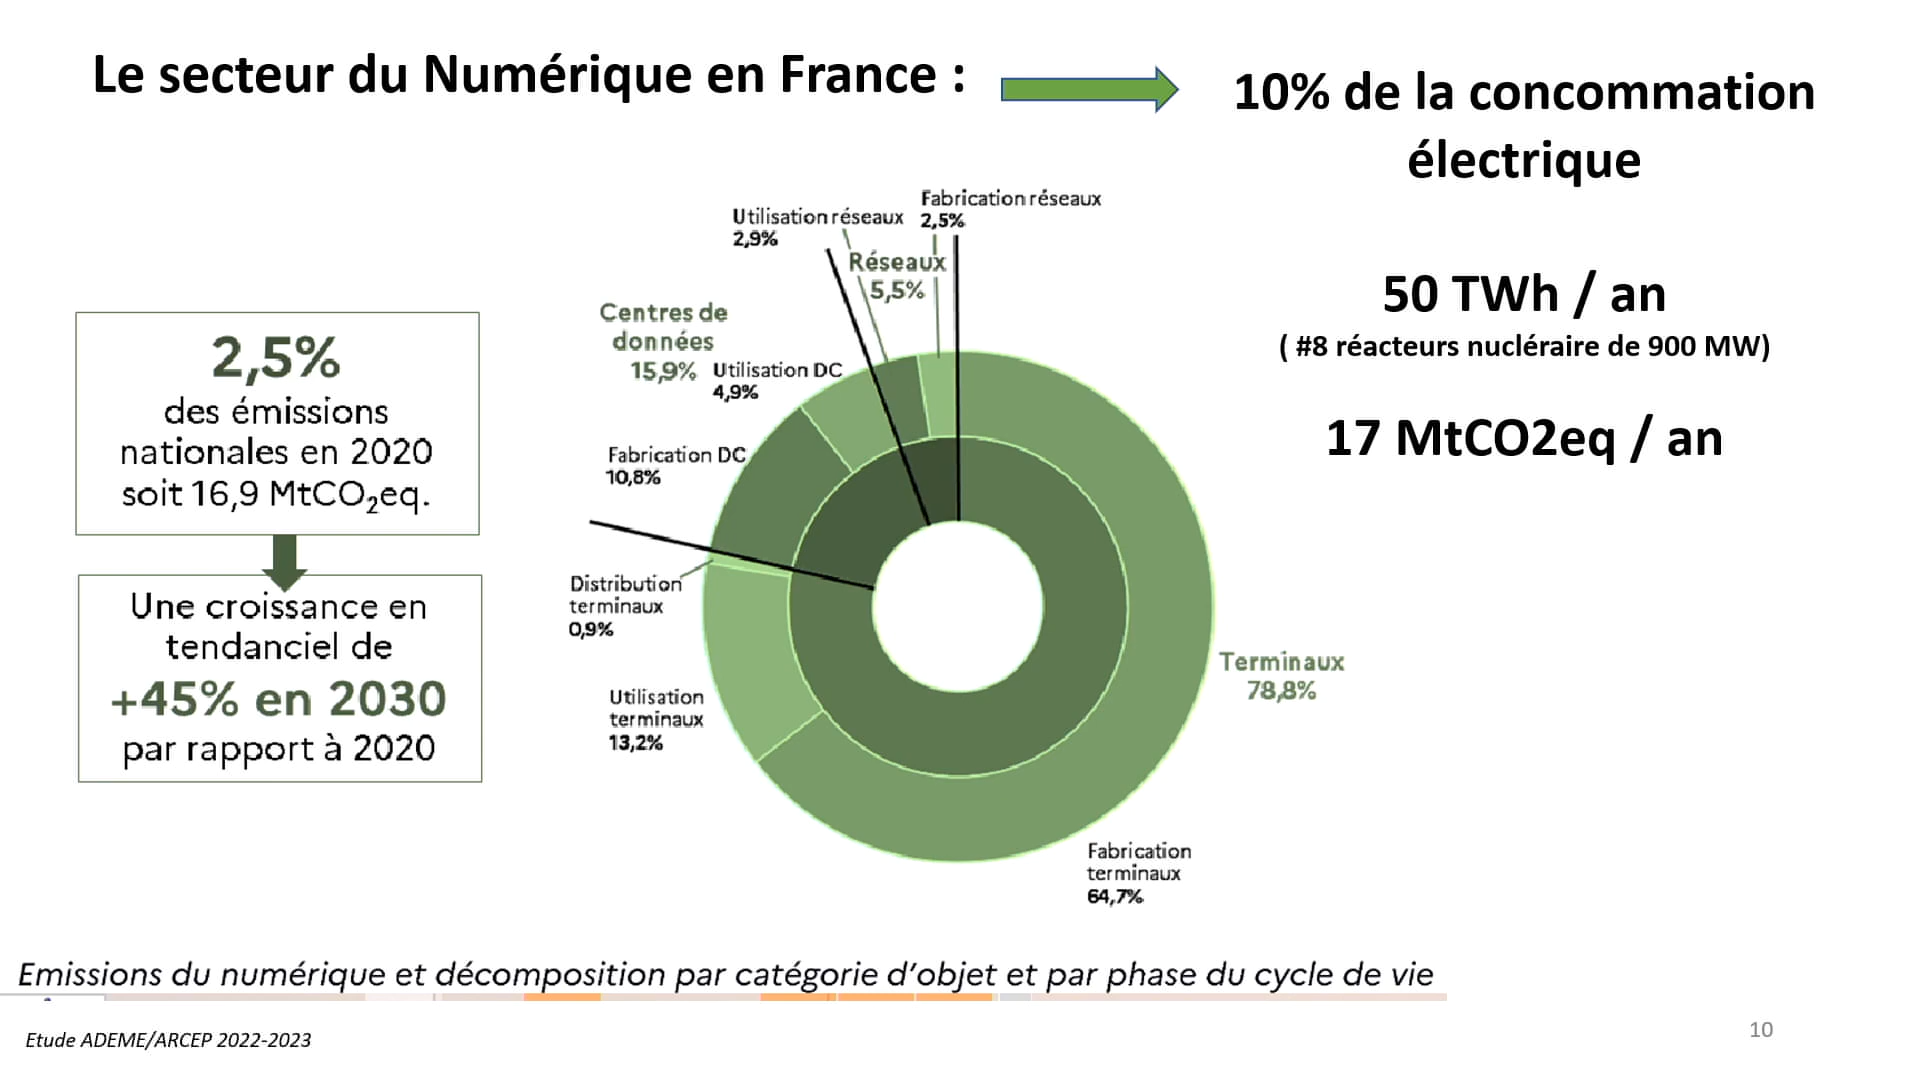 Le secteur du Numérique en France :
10% de la concommation
électrique
50 TWh / an
( #8 réacteurs nucléraire de 900 MW)
17 MtCO2eq / an
2,5%
des émissions
nationales en 2020
soit 16,9 MtCO₂eq.
Une croissance en
tendanciel de
+45% en 2030
par rapport à 2020
Fabrication réseaux
2,5%
Utilisation réseaux
2,9%
Réseaux
5,5%
Centres de
données
15,9%
Utilisation DC
4,9%
Fabrication DC
10,8%
Distribution
terminaux
0,9%
Utilisation
terminaux
13,2%
Terminaux
78,8%
Fabrication
terminaux
64,7%
Emissions du numérique et décomposition par catégorie d’objet et par phase du cycle de vie
Etude ADEME/ARCEP 2022-2023
10